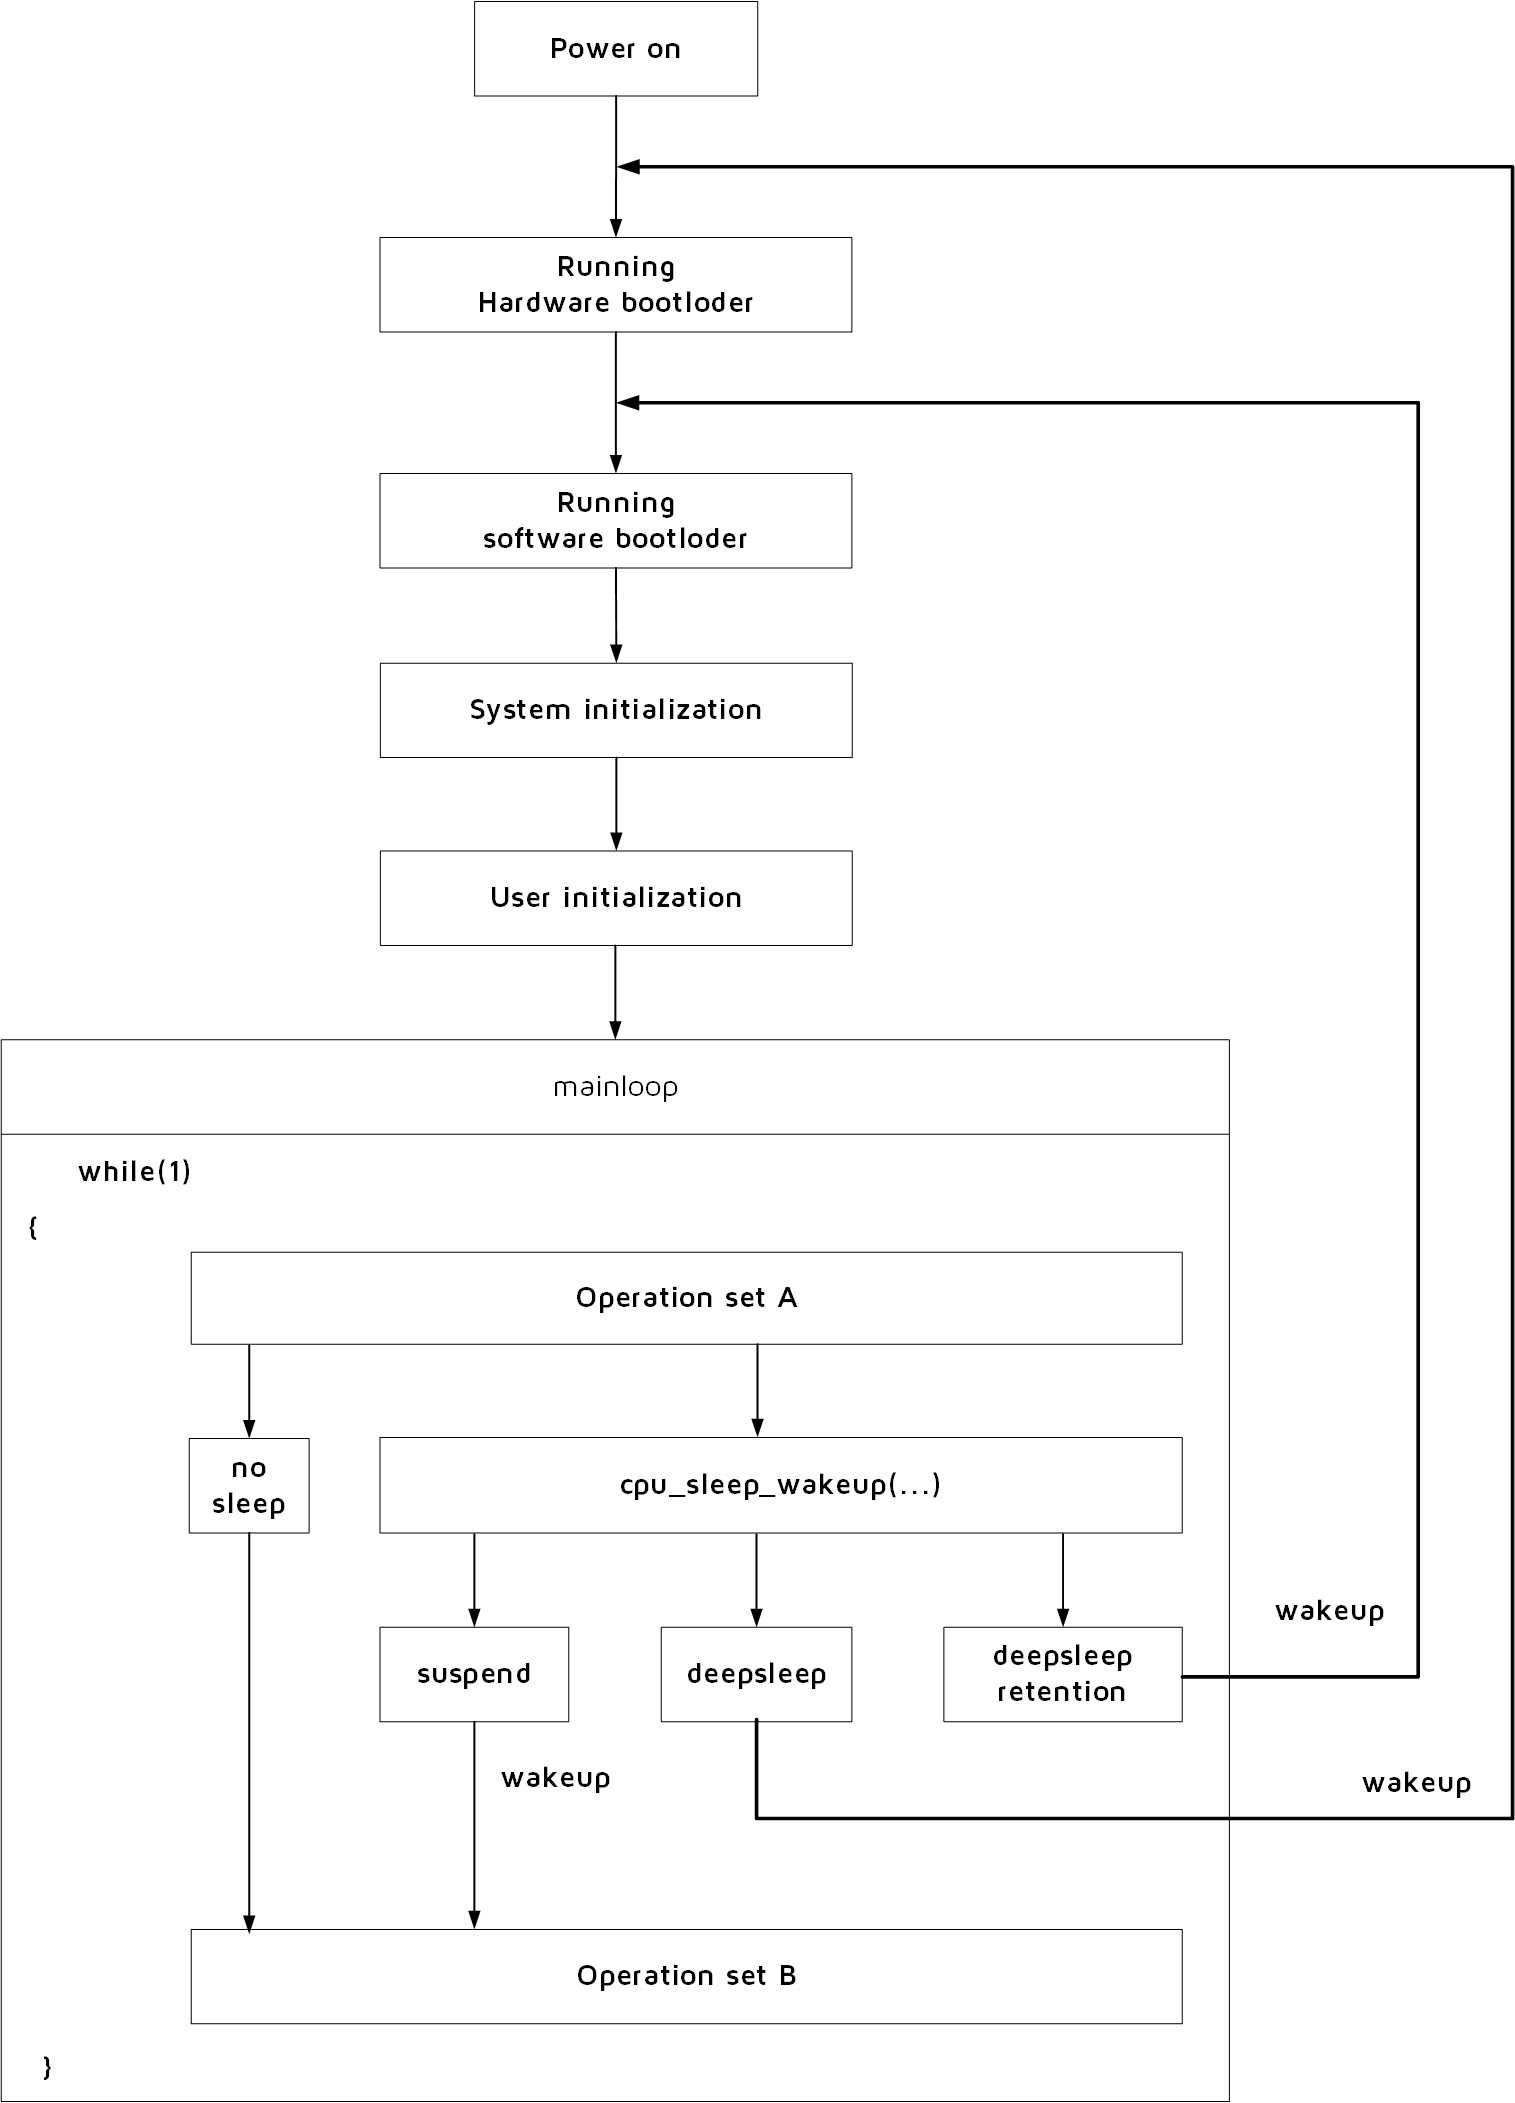 Power on
Running
Hardware bootloder
Running
software bootloder
System initialization
User initialization
mainloop
while(1)
{
Operation set A
no
sleep
cpu_sleep_wakeup(...)
wakeup
suspend
deepsleep
deepsleep
retention
wakeup
wakeup
Operation set B
}